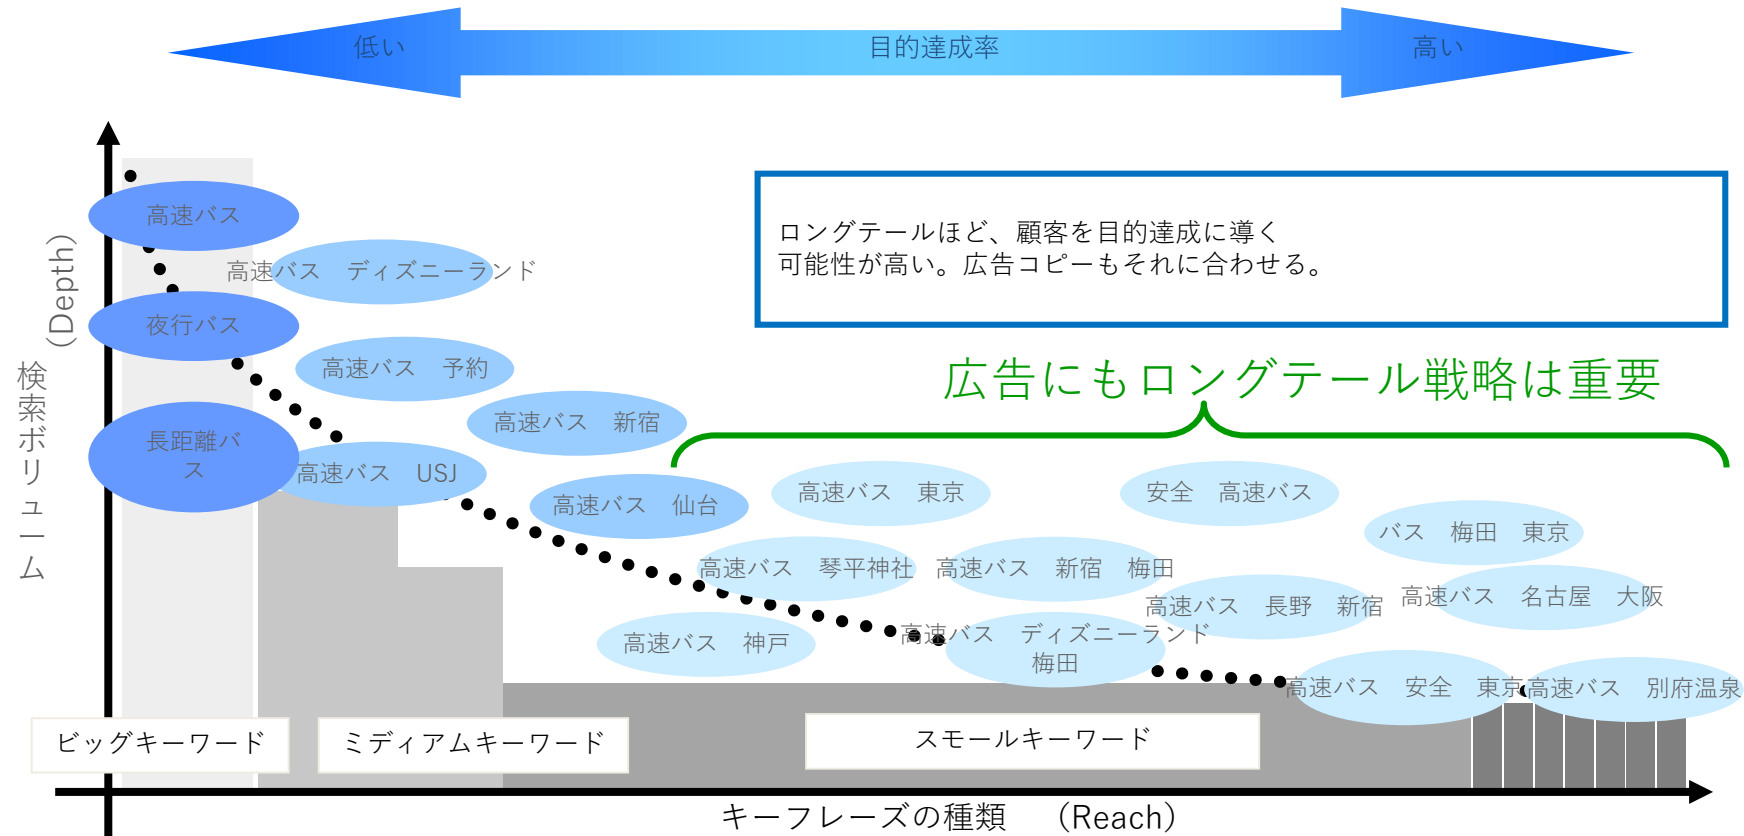 低い
目的達成率
高い
ロングテールほど、顧客を目的達成に導く
可能性が高い。広告コピーもそれに合わせる。
広告にもロングテール戦略は重要
検索ボリューム
(Depth)
高速バス
高速バス　ディズニーランド
夜行バス
高速バス　予約
高速バス　新宿
長距離バ
ス
高速バス　USJ
高速バス　仙台
高速バス　東京
安全　高速バス
バス　梅田　東京
高速バス　琴平神社
高速バス　新宿　梅田
高速バス　長野　新宿
高速バス　名古屋　大阪
高速バス　神戸
高速バス　ディズニーランド
梅田
高速バス　安全　東京
高速バス　別府温泉
ビッグキーワード
ミディアムキーワード
スモールキーワード
キーフレーズの種類　（Reach）